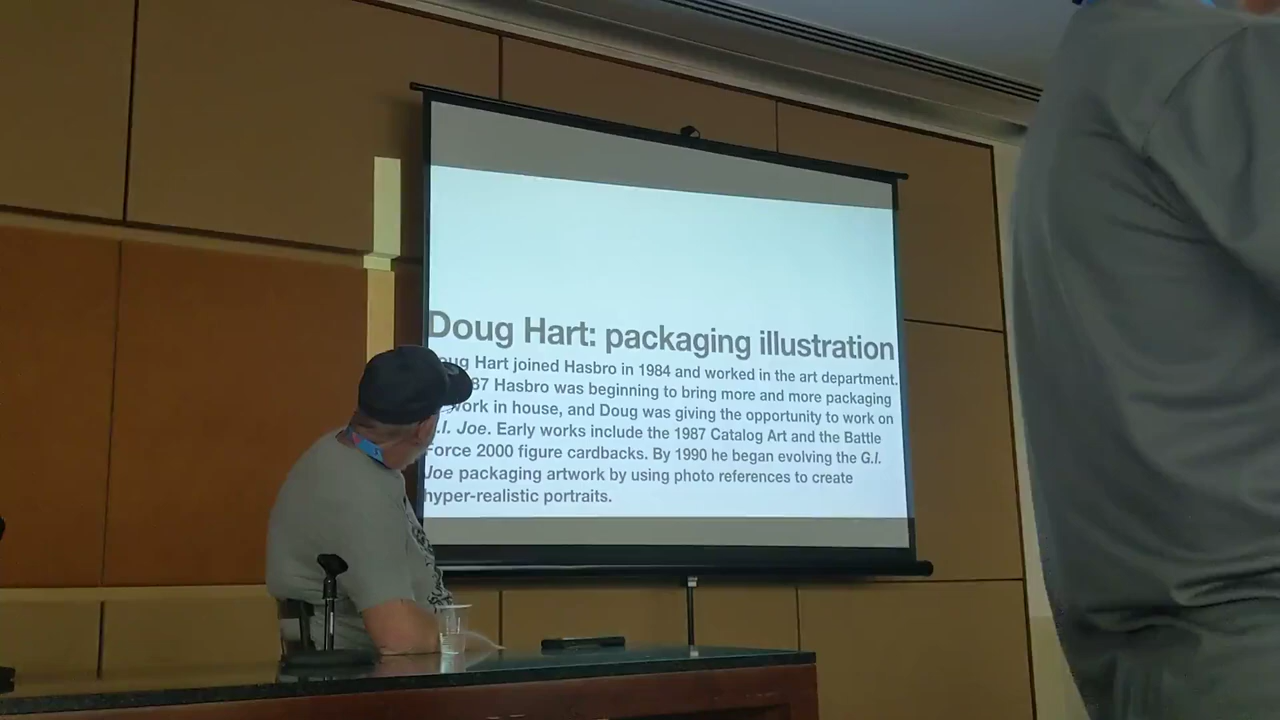 Doug Hart: packaging illustration
Doug Hart joined Hasbro in 1984 and worked in the art department.
87 Hasbro was beginning to bring more and more packaging
work in house, and Doug was giving the opportunity to work on
G.I. Joe. Early works include the 1987 Catalog Art and the Battle
Force 2000 figure cardbacks. By 1990 he began evolving the G.I.
Joe packaging artwork by using photo references to create
hyper-realistic portraits.